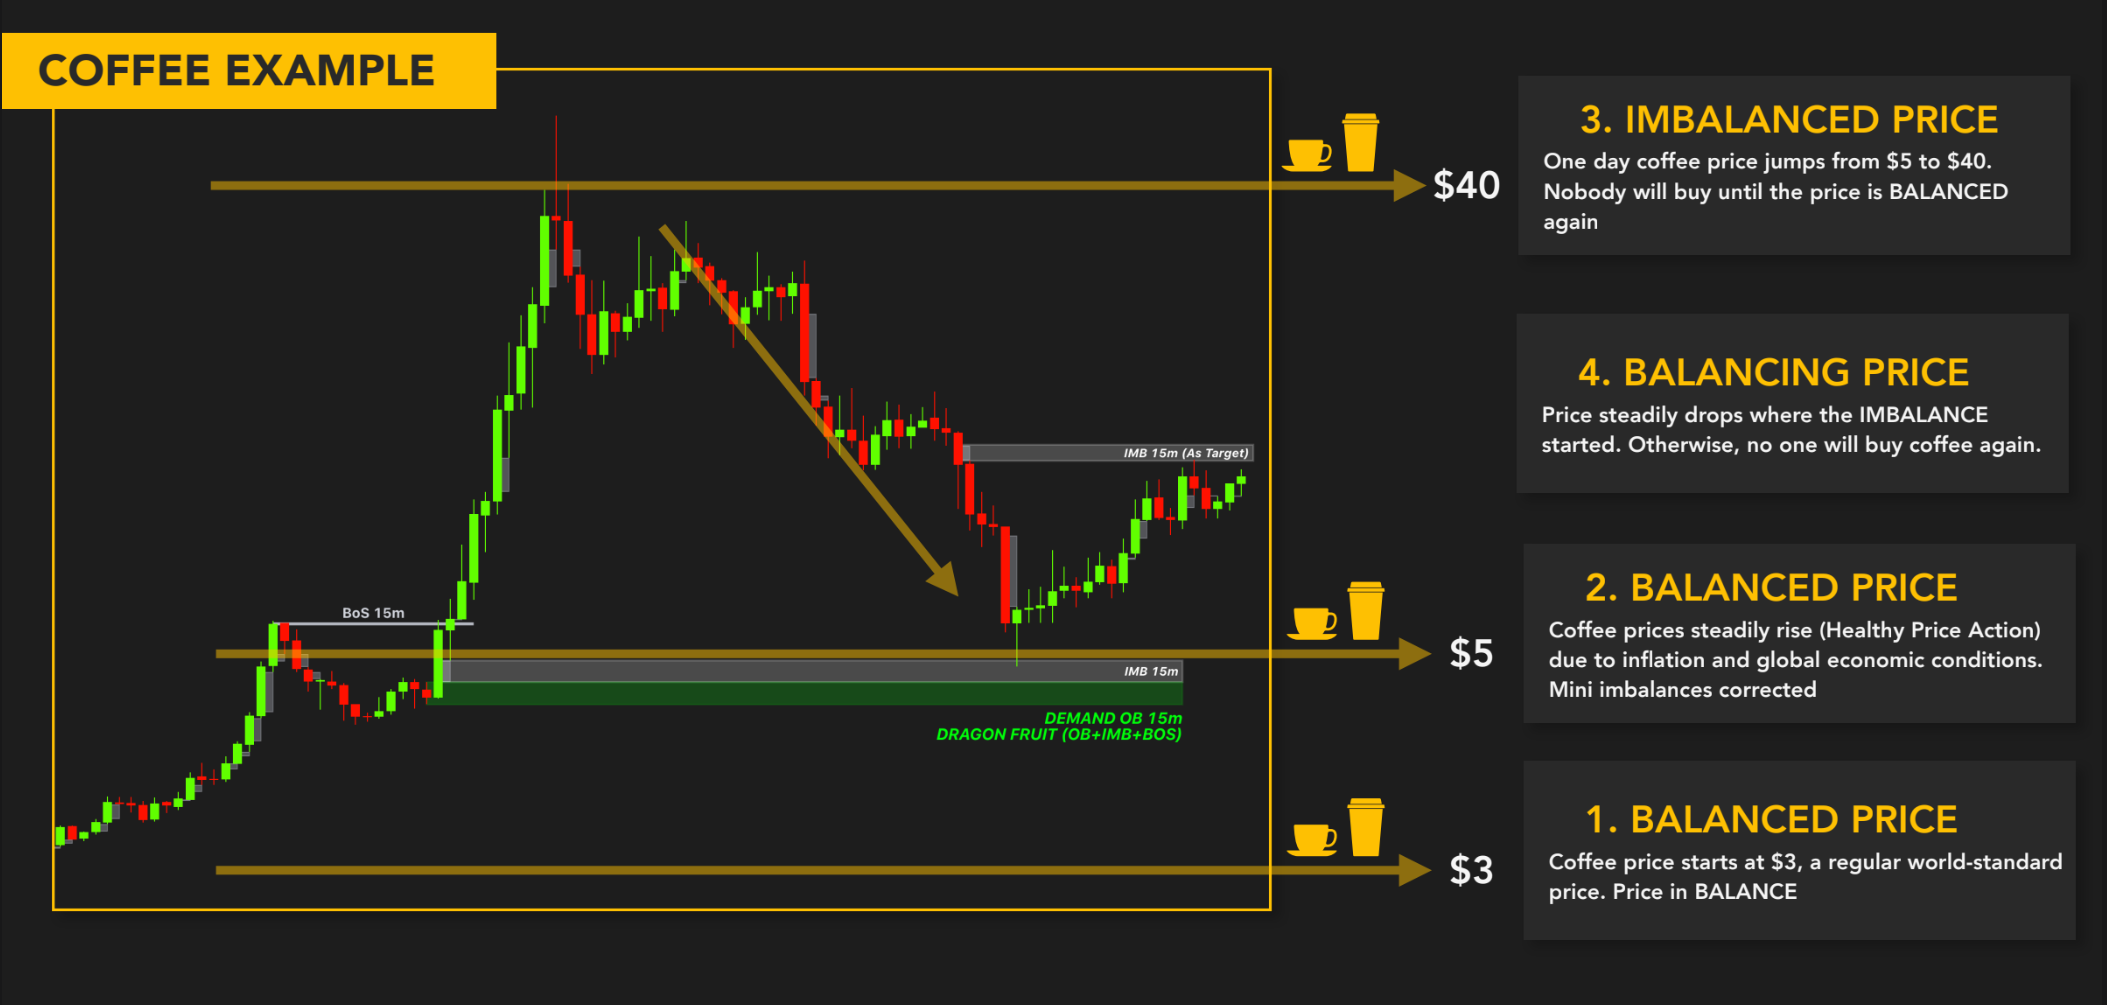 COFFEE EXAMPLE
$40
3. IMBALANCED PRICE
One day coffee price jumps from $5 to $40.
Nobody will buy until the price is BALANCED
again
4. BALANCING PRICE
Price steadily drops where the IMBALANCE
started. Otherwise, no one will buy coffee again.
IMB 15m (As Target)
BoS 15m
$5
IMB 15m
DEMAND OB 15m
DRAGON FRUIT (OB+IMB+BOS)
2. BALANCED PRICE
Coffee prices steadily rise (Healthy Price Action)
due to inflation and global economic conditions.
Mini imbalances corrected
$3
1. BALANCED PRICE
Coffee price starts at $3, a regular world-standard
price. Price in BALANCE